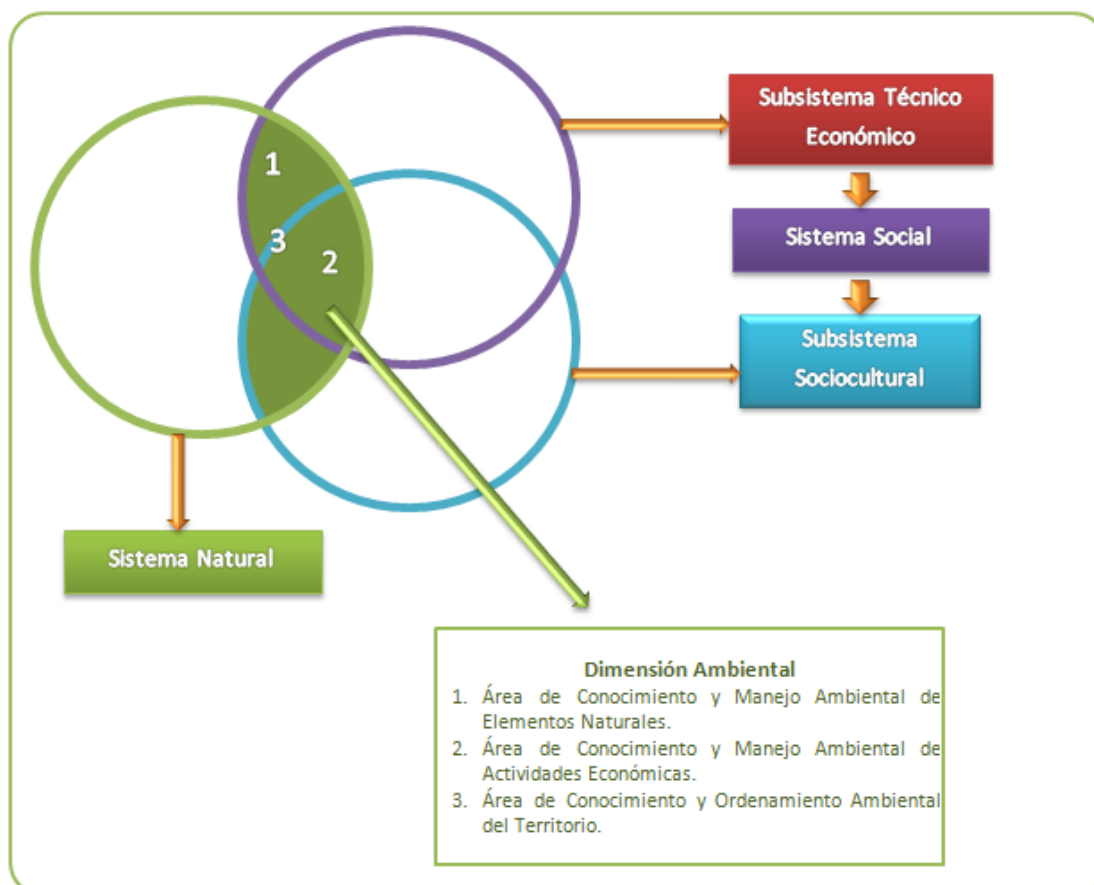 1
3
2
Subsistema Técnico
Económico
Sistema Social
Subsistema
Sociocultural
Sistema Natural
Dimensión Ambiental
1. Área de Conocimiento y Manejo Ambiental de
Elementos Naturales.
2. Área de Conocimiento y Manejo Ambiental de
Actividades Económicas.
3. Área de Conocimiento y Ordenamiento Ambiental
del Territorio.